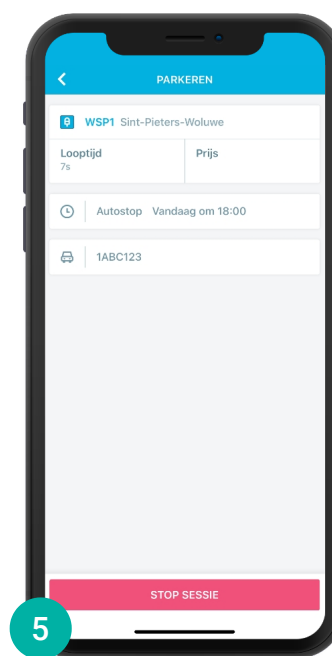 PARKEREN
WSP1 Sint-Pieters-Woluwe
Looptijd Prijs
7s
Autostop Vandaag om 18:00
1ABC123
STOP SESSIE
5